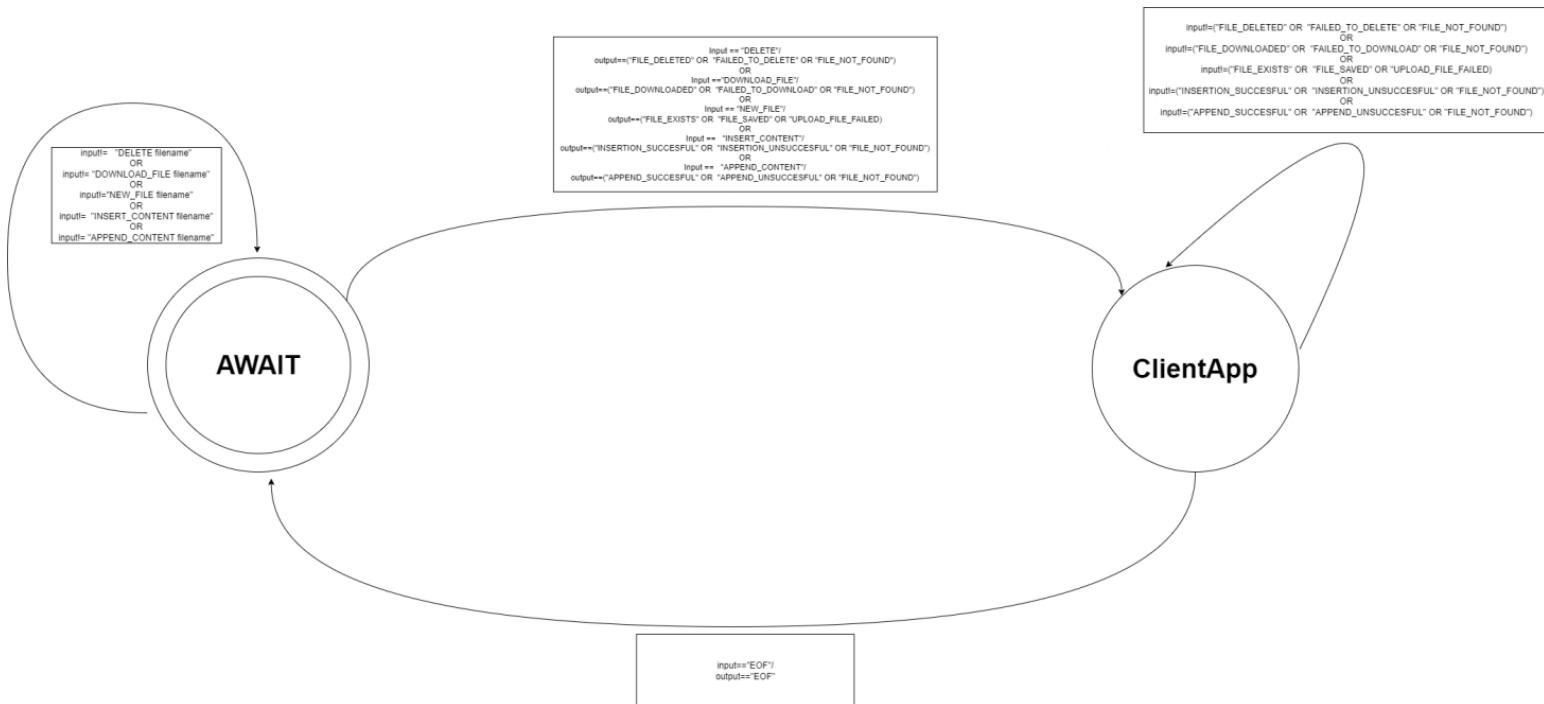 input!=("FILE_DELETED" OR "FAILED_TO_DELETE" OR "FILE_NOT_FOUND")
OR
input!=("FILE_DOWNLOADED" OR "FAILED_TO_DOWNLOAD" OR "FILE_NOT_FOUND")
OR
input!=("FILE_EXISTS" OR "FILE_SAVED" OR "UPLOAD_FILE_FAILED)
OR
input!=("INSERTION_SUCCESFUL" OR "INSERTION_UNSUCCESFUL" OR "FILE_NOT_FOUND")
OR
input!=("APPEND_SUCCESFUL" OR "APPEND_UNSUCCESFUL" OR "FILE_NOT_FOUND")
Input == "DELETE"/
output==("FILE_DELETED" OR "FAILED_TO_DELETE" OR "FILE_NOT_FOUND")
OR
Input =="DOWNLOAD_FILE"/
output==("FILE_DOWNLOADED" OR "FAILED_TO_DOWNLOAD" OR "FILE_NOT_FOUND")
OR
Input == "NEW_FILE"/
output==("FILE_EXISTS" OR "FILE_SAVED" OR "UPLOAD_FILE_FAILED)
OR
Input == "INSERT_CONTENT"/
output==("INSERTION_SUCCESFUL" OR "INSERTION_UNSUCCESFUL" OR "FILE_NOT_FOUND")
OR
Input == "APPEND_CONTENT"/
output==("APPEND_SUCCESFUL" OR "APPEND_UNSUCCESFUL" OR "FILE_NOT_FOUND")
input!= "DELETE filename"
OR
input!= "DOWNLOAD_FILE filename"
OR
input!="NEW_FILE filename"
OR
input!= "INSERT_CONTENT filename"
OR
input!= "APPEND_CONTENT filename"
AWAIT
ClientApp
input=="EOF"/
output=="EOF"